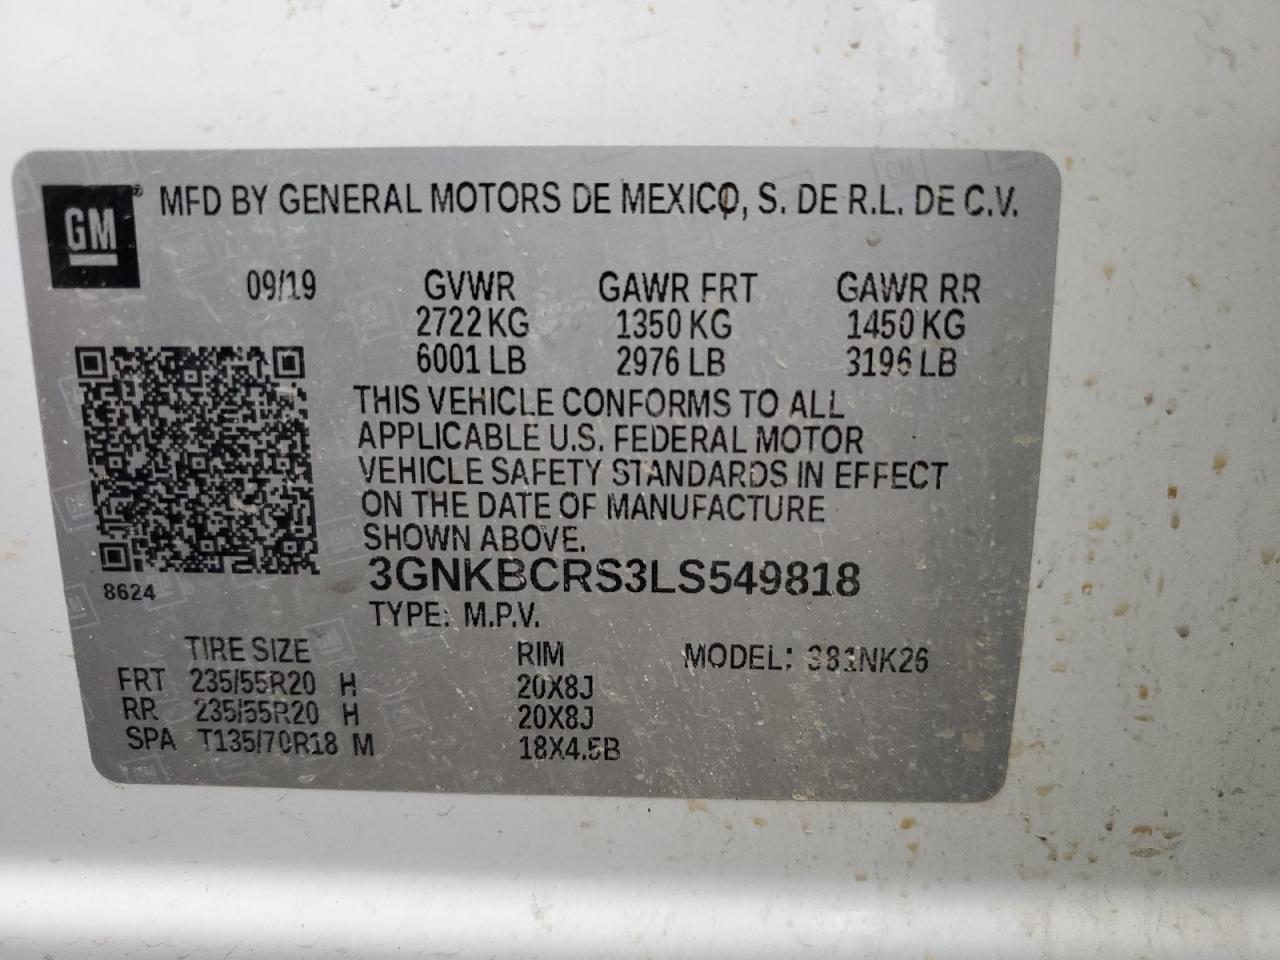 GM® MFD BY GENERAL MOTORS DE MEXICO, S. DE R.L. DE C.V.
09/19 GVWR GAWR FRT GAWR RR
2722 KG 1350 KG 1450 KG
6001 LB 2976 LB 3196 LB
THIS VEHICLE CONFORMS TO ALL
APPLICABLE U.S. FEDERAL MOTOR
VEHICLE SAFETY STANDARDS IN EFFECT
ON THE DATE OF MANUFACTURE
SHOWN ABOVE.
3GNKBCRS3LS549818
8624
TYPE: M.P.V.
TIRE SIZE RIM MODEL: 381NK26
FRT 235/55R20 H 20X8J
RR 235/55R20 H 20X8J
SPA T135/70R18 M 18X4.5B